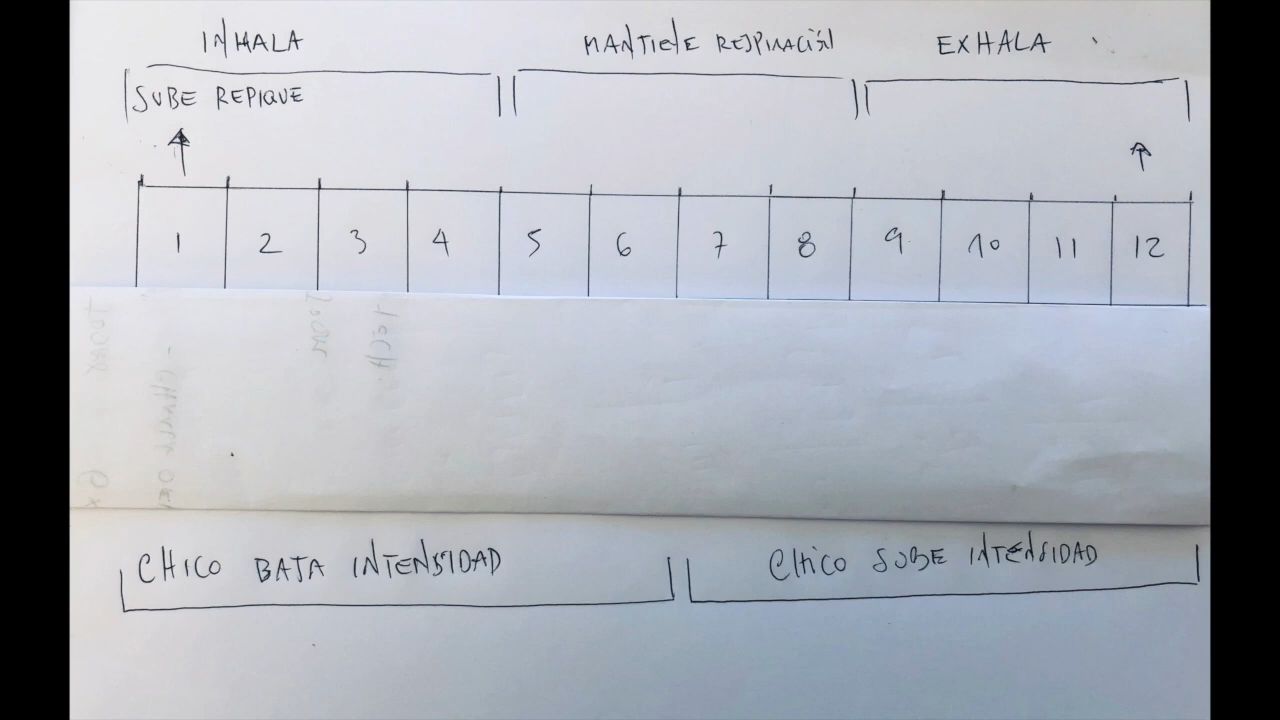 INHALA
MANTIENE RESPIRACIÓN
EXHALA
SUBE REPIQUE
1 2 3 4 5 6 7 8 9 10 11 12
CHICO BAJA INTENSIDAD
CHICO SUBE INTENSIDAD